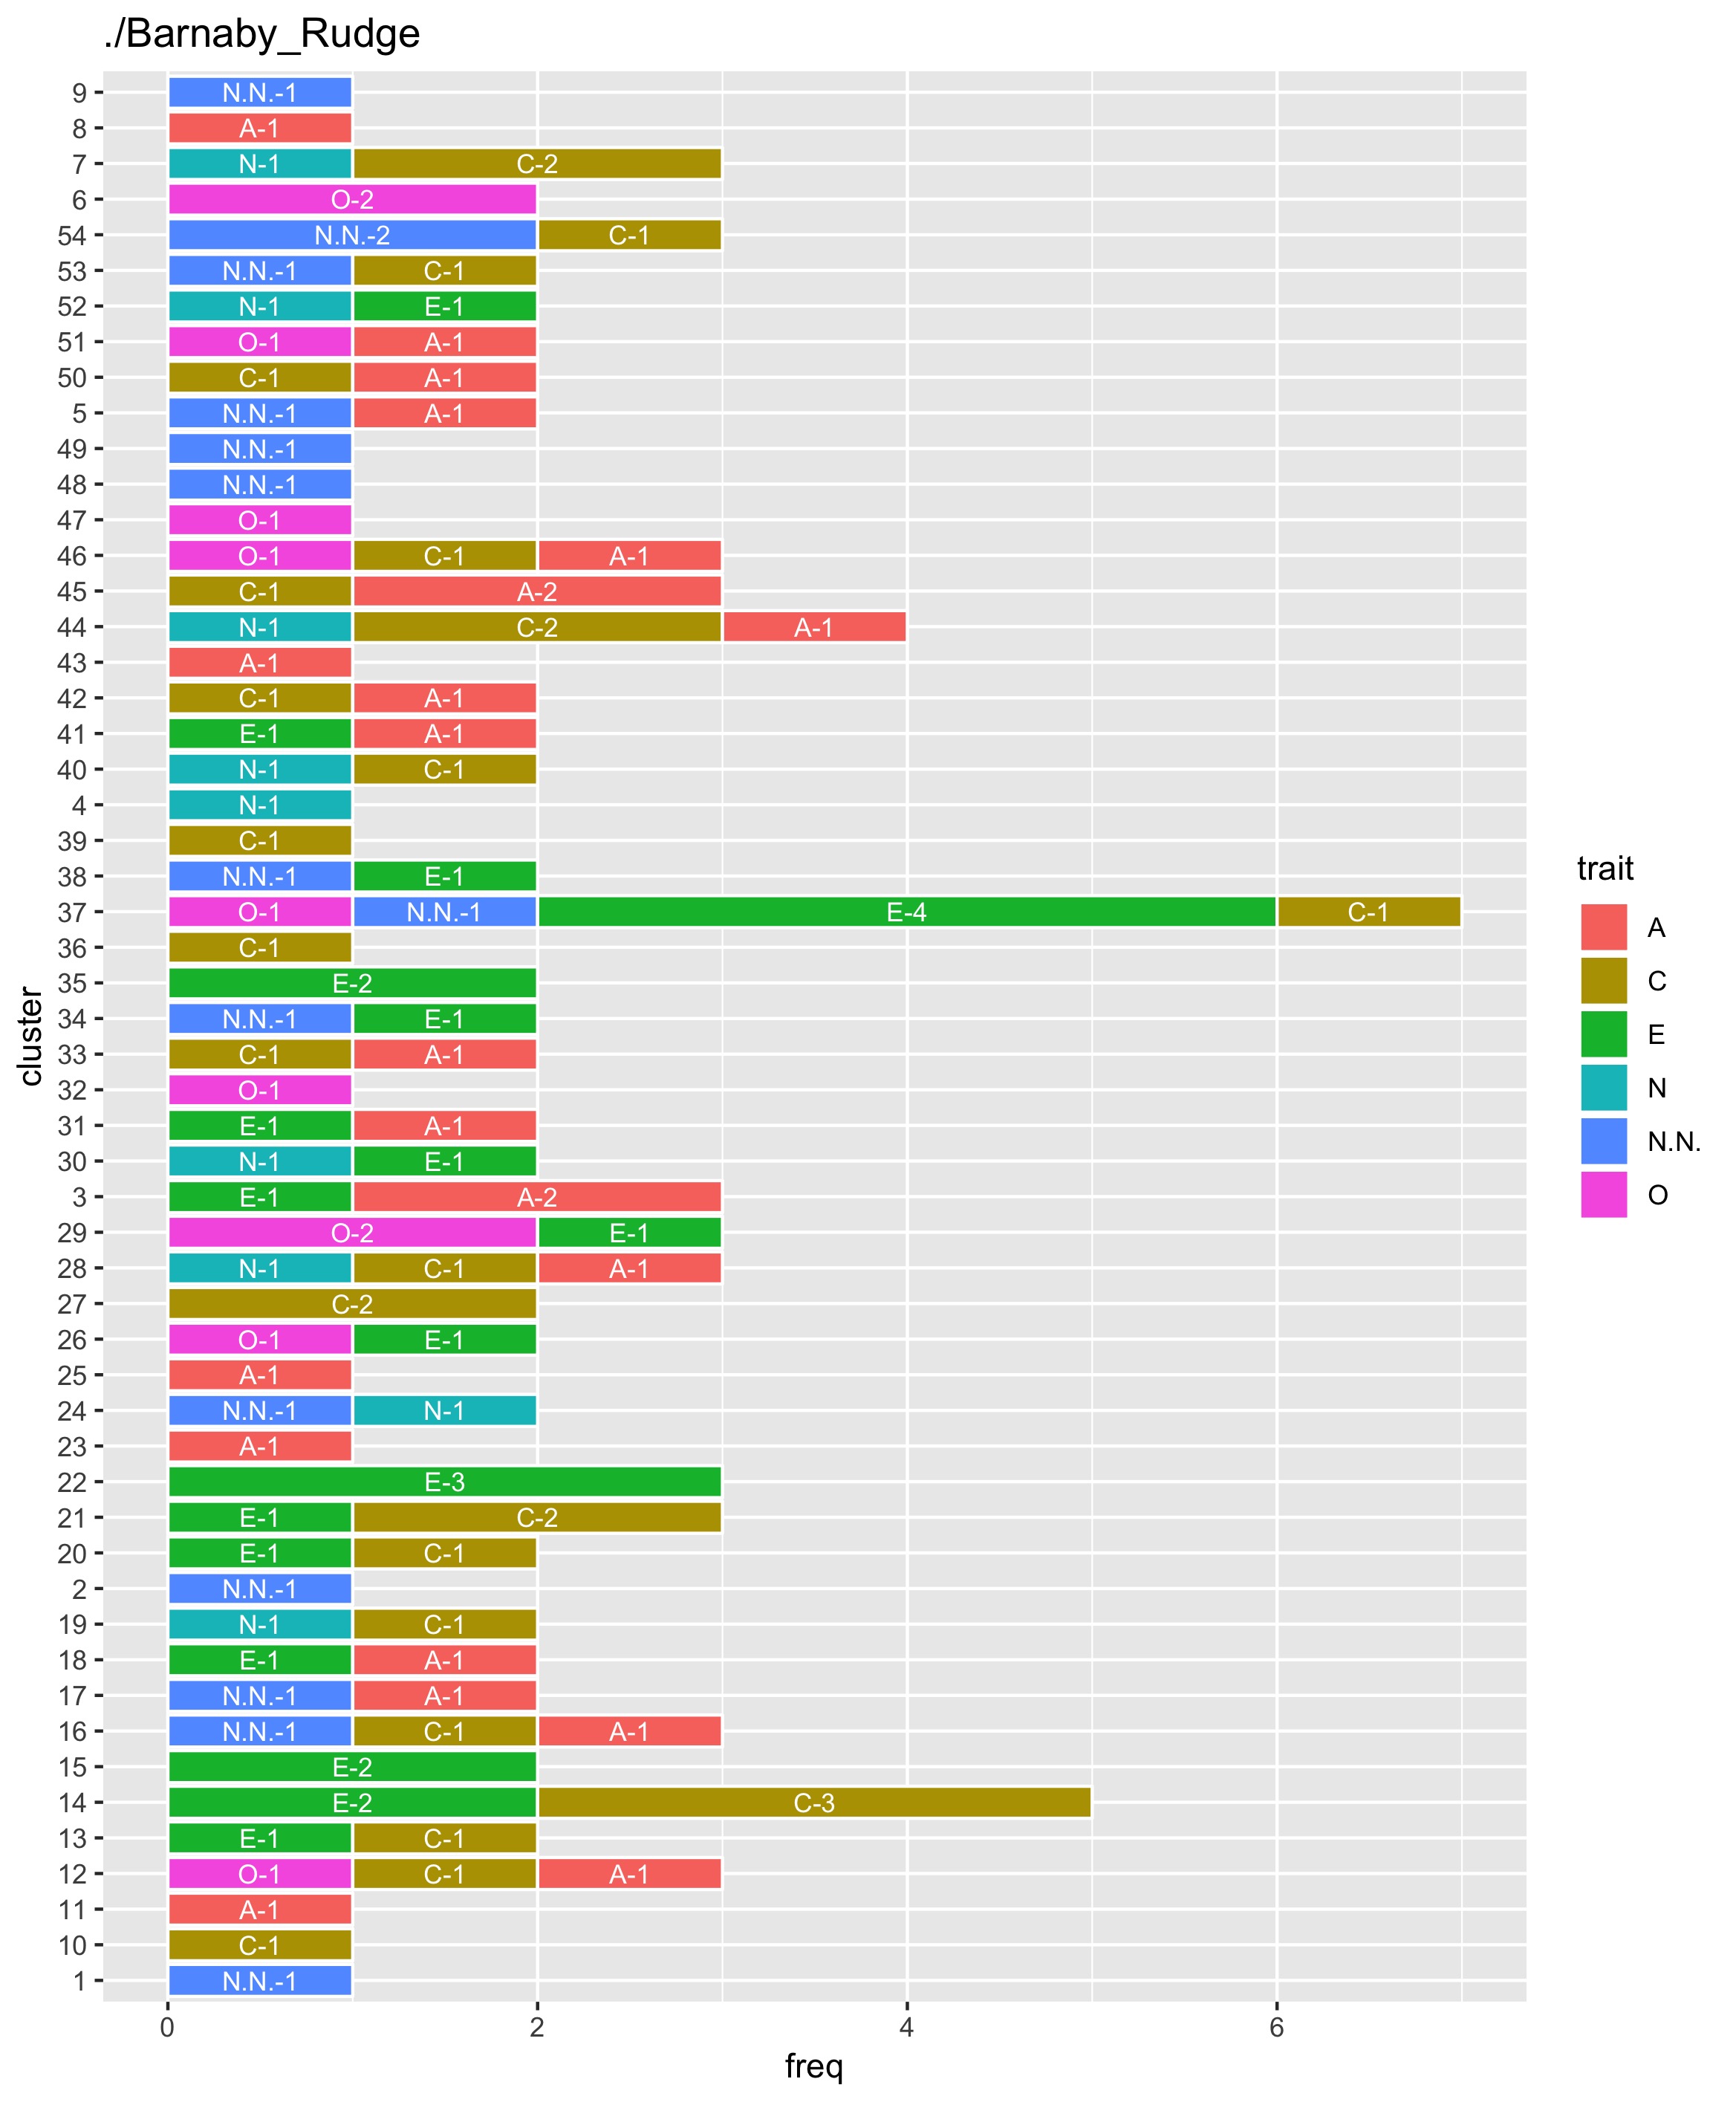 ./Barnaby_Rudge
9 N.N.-1
8 A-1
7 N-1 C-2
6 O-2
54 N.N.-2 C-1
53 N.N.-1 C-1
52 N-1 E-1
51 O-1 A-1
50 C-1 A-1
5 N.N.-1 A-1
49 N.N.-1
48 N.N.-1
47 O-1
46 O-1 C-1 A-1
45 C-1 A-2
44 N-1 C-2 A-1
43 A-1
42 C-1 A-1
41 E-1 A-1
40 N-1 C-1
4 N-1
39 C-1
38 N.N.-1 E-1
37 O-1 N.N.-1 E-4 C-1
36 C-1
35 E-2
34 N.N.-1 E-1
33 C-1 A-1
32 O-1
31 E-1 A-1
30 N-1 E-1
3 E-1 A-2
29 O-2 E-1
28 N-1 C-1 A-1
27 C-2
26 O-1 E-1
25 A-1
24 N.N.-1 N-1
23 A-1
22 E-3
21 E-1 C-2
20 E-1 C-1
2 N.N.-1
19 N-1 C-1
18 E-1 A-1
17 N.N.-1 A-1
16 N.N.-1 C-1 A-1
15 E-2
14 E-2 C-3
13 E-1 C-1
12 O-1 C-1 A-1
11 A-1
10 C-1
1 N.N.-1
0 2 4 6
freq
cluster
trait
A
C
E
N
N.N.
O